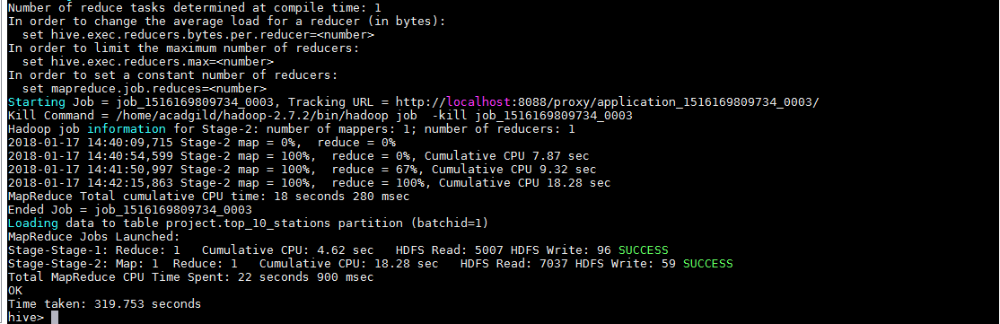 Number of reduce tasks determined at compile time: 1
In order to change the average load for a reducer (in bytes):
  set hive.exec.reducers.bytes.per.reducer=<number>
In order to limit the maximum number of reducers:
  set hive.exec.reducers.max=<number>
In order to set a constant number of reducers:
  set mapreduce.job.reduces=<number>
Starting Job = job_1516169809734_0003, Tracking URL = http://localhost:8088/proxy/application_1516169809734_0003/
Kill Command = /home/acadgild/hadoop-2.7.2/bin/hadoop job  -kill job_1516169809734_0003
Hadoop job information for Stage-2: number of mappers: 1; number of reducers: 1
2018-01-17 14:40:09,715 Stage-2 map = 0%,  reduce = 0%
2018-01-17 14:40:54,599 Stage-2 map = 100%,  reduce = 0%, Cumulative CPU 7.87 sec
2018-01-17 14:41:50,997 Stage-2 map = 100%,  reduce = 67%, Cumulative CPU 9.32 sec
2018-01-17 14:42:15,863 Stage-2 map = 100%,  reduce = 100%, Cumulative CPU 18.28 sec
MapReduce Total cumulative CPU time: 18 seconds 280 msec
Ended Job = job_1516169809734_0003
Loading data to table project.top_10_stations partition (batchid=1)
MapReduce Jobs Launched:
Stage-Stage-1: Reduce: 1   Cumulative CPU: 4.62 sec   HDFS Read: 5007 HDFS Write: 96 SUCCESS
Stage-Stage-2: Map: 1  Reduce: 1   Cumulative CPU: 18.28 sec   HDFS Read: 7037 HDFS Write: 59 SUCCESS
Total MapReduce CPU Time Spent: 22 seconds 900 msec
OK
Time taken: 319.753 seconds
hive>